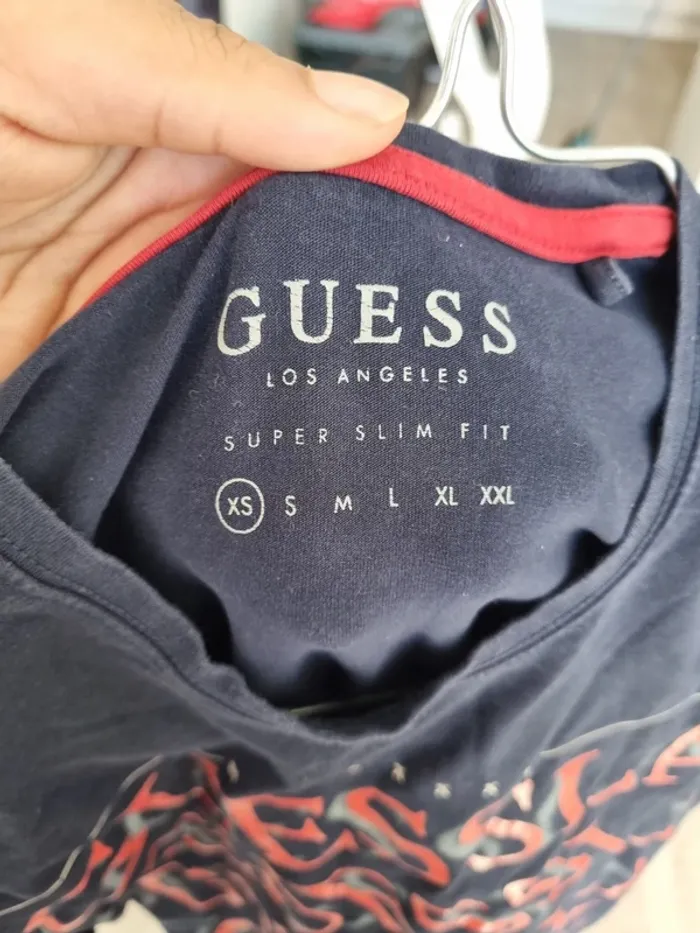 GUESS
LOS ANGELES
SUPER SLIM FIT
XS S M L XL XXL